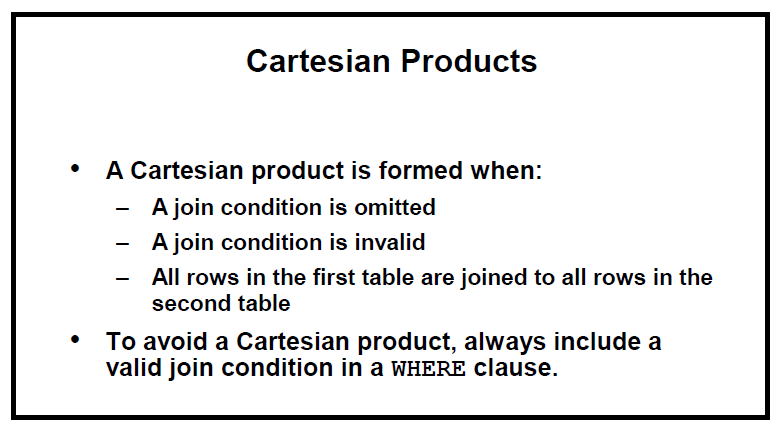 Cartesian Products
• A Cartesian product is formed when:
– A join condition is omitted
– A join condition is invalid
– All rows in the first table are joined to all rows in the
second table
• To avoid a Cartesian product, always include a
valid join condition in a WHERE clause.